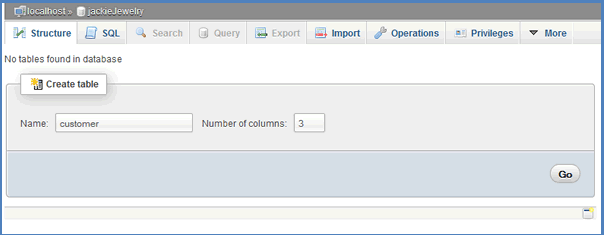 localhost » jackieJewelry
Structure SQL Search Query Export Import Operations Privileges More
No tables found in database
Create table
Name: customer Number of columns: 3
Go